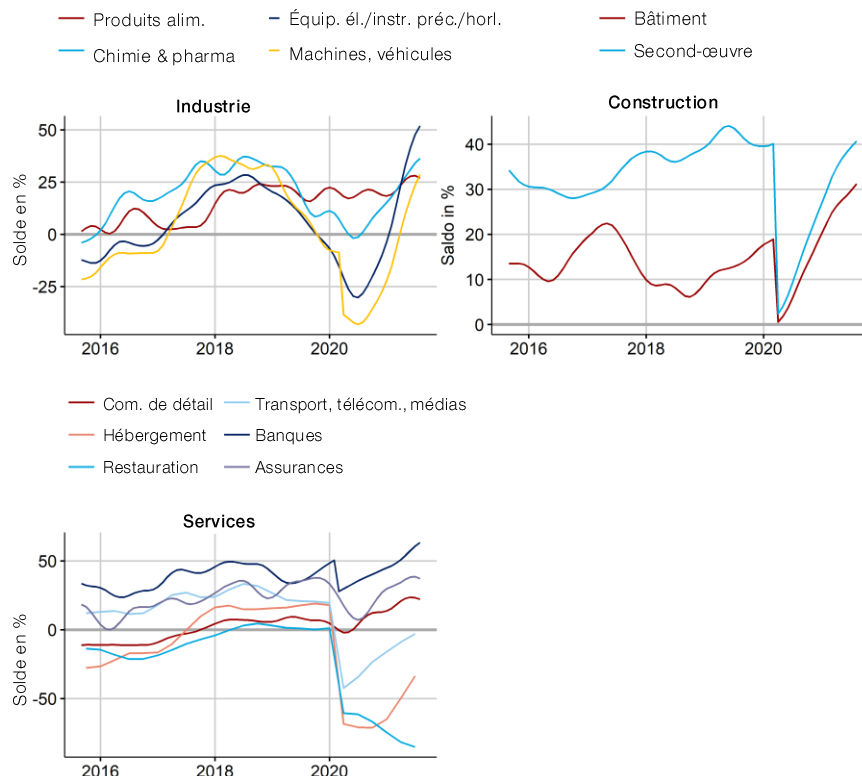 Produits alim.
Équip. él./instr. préc./horl.
Bâtiment
Chimie & pharma
Machines, véhicules
Second-œuvre
Industrie
50
25
0
-25
Solde en %
2016
2018
2020
Construction
40
30
20
10
0
Saldo in %
2016
2018
2020
Com. de détail
Transport, télécom., médias
Hébergement
Banques
Restauration
Assurances
Services
50
0
-50
Solde en %
2016
2018
2020